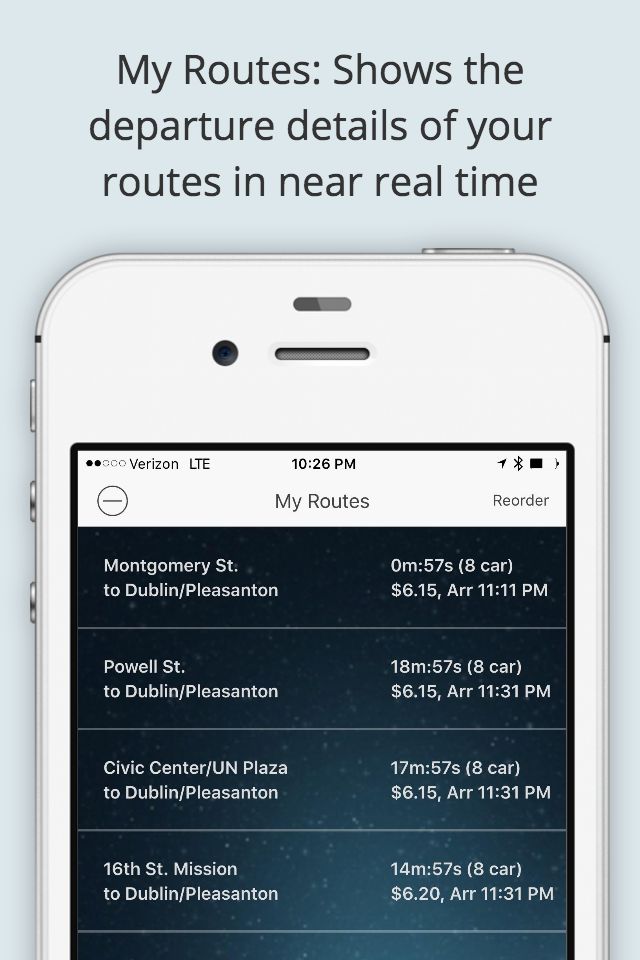 My Routes: Shows the
departure details of your
routes in near real time
Verizon LTE 10:26 PM
My Routes Reorder
Montgomery St. 0m:57s (8 car)
to Dublin/Pleasanton $6.15, Arr 11:11 PM
Powell St. 18m:57s (8 car)
to Dublin/Pleasanton $6.15, Arr 11:31 PM
Civic Center/UN Plaza 17m:57s (8 car)
to Dublin/Pleasanton $6.15, Arr 11:31 PM
16th St. Mission 14m:57s (8 car)
to Dublin/Pleasanton $6.20, Arr 11:31 PM